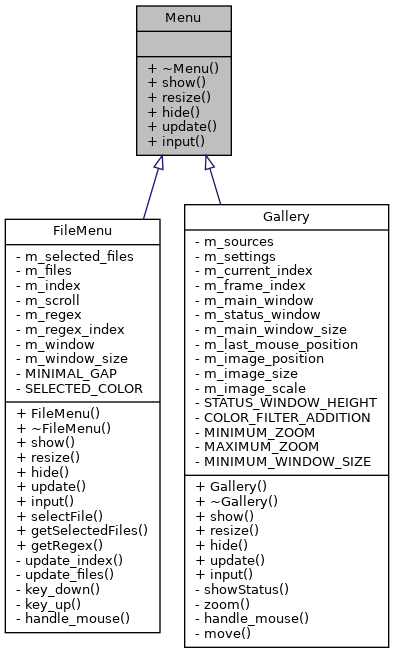 Menu
+ ~Menu()
+ show()
+ resize()
+ hide()
+ update()
+ input()
FileMenu
- m_selected_files
- m_files
- m_index
- m_scroll
- m_regex
- m_regex_index
- m_window
- m_window_size
- MINIMAL_GAP
- SELECTED_COLOR
+ FileMenu()
+ ~FileMenu()
+ show()
+ resize()
+ hide()
+ update()
+ input()
+ selectFile()
+ getSelectedFiles()
+ getRegex()
- update_index()
- update_files()
- key_down()
- key_up()
- handle_mouse()
Gallery
- m_sources
- m_settings
- m_current_index
- m_frame_index
- m_main_window
- m_status_window
- m_main_window_size
- m_last_mouse_position
- m_image_position
- m_image_size
- m_image_scale
- STATUS_WINDOW_HEIGHT
- COLOR_FILTER_ADDITION
- MINIMUM_ZOOM
- MAXIMUM_ZOOM
- MINIMUM_WINDOW_SIZE
+ Gallery()
+ ~Gallery()
+ show()
+ resize()
+ hide()
+ update()
+ input()
- showStatus()
- zoom()
- handle_mouse()
- move()